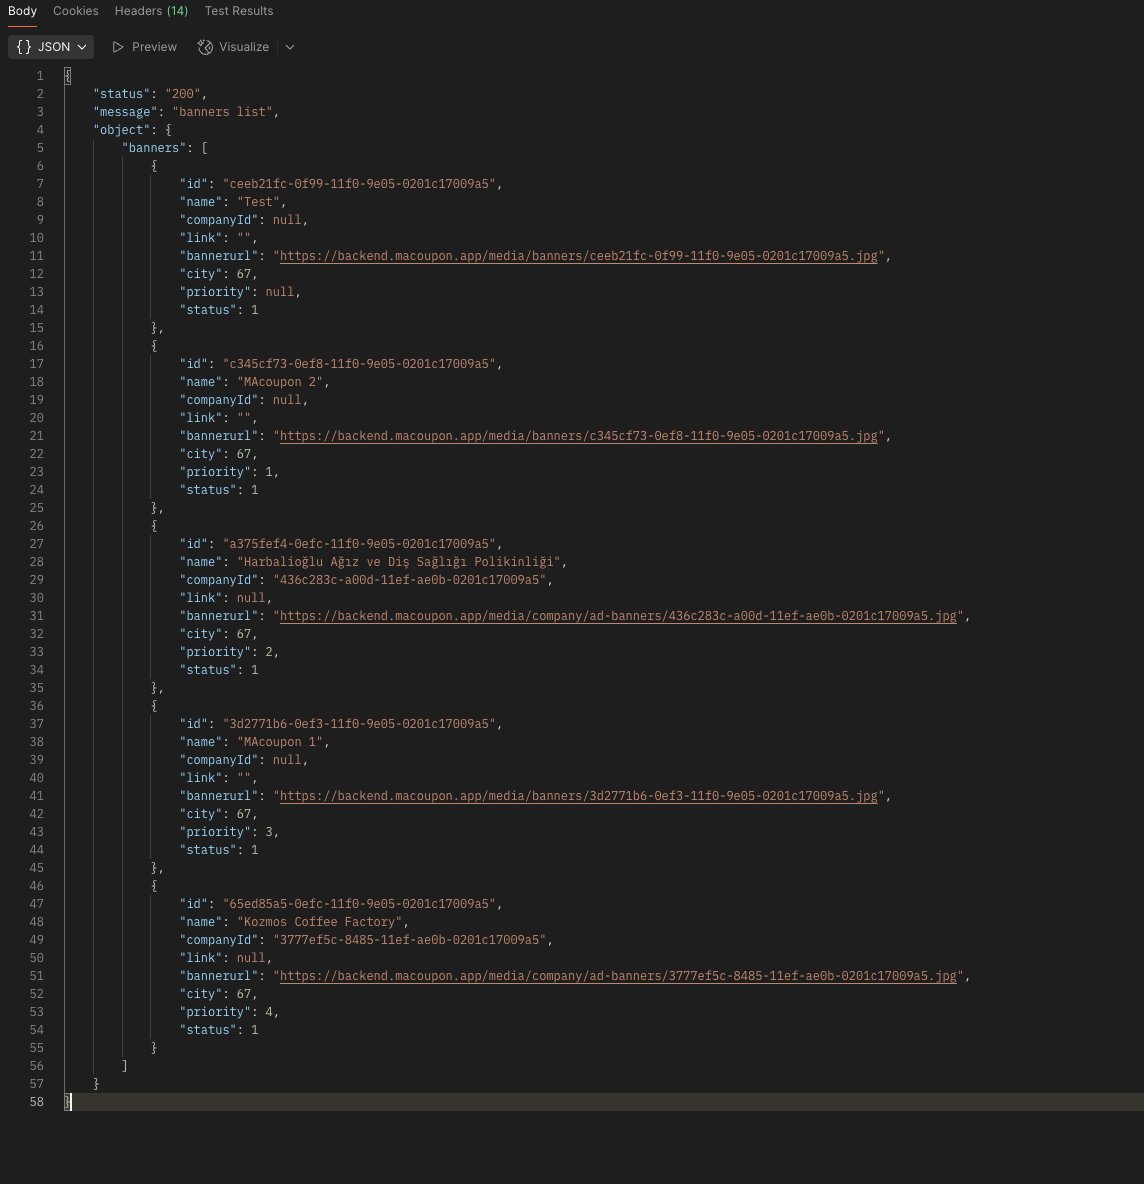 Body Cookies Headers (14) Test Results
{} JSON Preview Visualize
1 {
2 "status": "200",
3 "message": "banners list",
4 "object": {
5 "banners": [
6 {
7 "id": "ceeb21fc-0f99-11f0-9e05-0201c17009a5",
8 "name": "Test",
9 "companyId": null,
10 "link": "",
11 "bannerurl": "https://backend.macoupon.app/media/banners/ceeb21fc-0f99-11f0-9e05-0201c17009a5.jpg",
12 "city": 67,
13 "priority": null,
14 "status": 1
15 },
16 {
17 "id": "c345cf73-0ef8-11f0-9e05-0201c17009a5",
18 "name": "MAcoupon 2",
19 "companyId": null,
20 "link": "",
21 "bannerurl": "https://backend.macoupon.app/media/banners/c345cf73-0ef8-11f0-9e05-0201c17009a5.jpg",
22 "city": 67,
23 "priority": 1,
24 "status": 1
25 },
26 {
27 "id": "a375fef4-0efc-11f0-9e05-0201c17009a5",
28 "name": "Harbalioğlu Ağız ve Diş Sağlığı Polikinliği",
29 "companyId": "436c283c-a00d-11ef-ae0b-0201c17009a5",
30 "link": null,
31 "bannerurl": "https://backend.macoupon.app/media/company/ad-banners/436c283c-a00d-11ef-ae0b-0201c17009a5.jpg",
32 "city": 67,
33 "priority": 2,
34 "status": 1
35 },
36 {
37 "id": "3d2771b6-0ef3-11f0-9e05-0201c17009a5",
38 "name": "MAcoupon 1",
39 "companyId": null,
40 "link": "",
41 "bannerurl": "https://backend.macoupon.app/media/banners/3d2771b6-0ef3-11f0-9e05-0201c17009a5.jpg",
42 "city": 67,
43 "priority": 3,
44 "status": 1
45 },
46 {
47 "id": "65ed85a5-0efc-11f0-9e05-0201c17009a5",
48 "name": "Kozmos Coffee Factory",
49 "companyId": "3777ef5c-8485-11ef-ae0b-0201c17009a5",
50 "link": null,
51 "bannerurl": "https://backend.macoupon.app/media/company/ad-banners/3777ef5c-8485-11ef-ae0b-0201c17009a5.jpg",
52 "city": 67,
53 "priority": 4,
54 "status": 1
55 }
56 ]
57 }
58 }